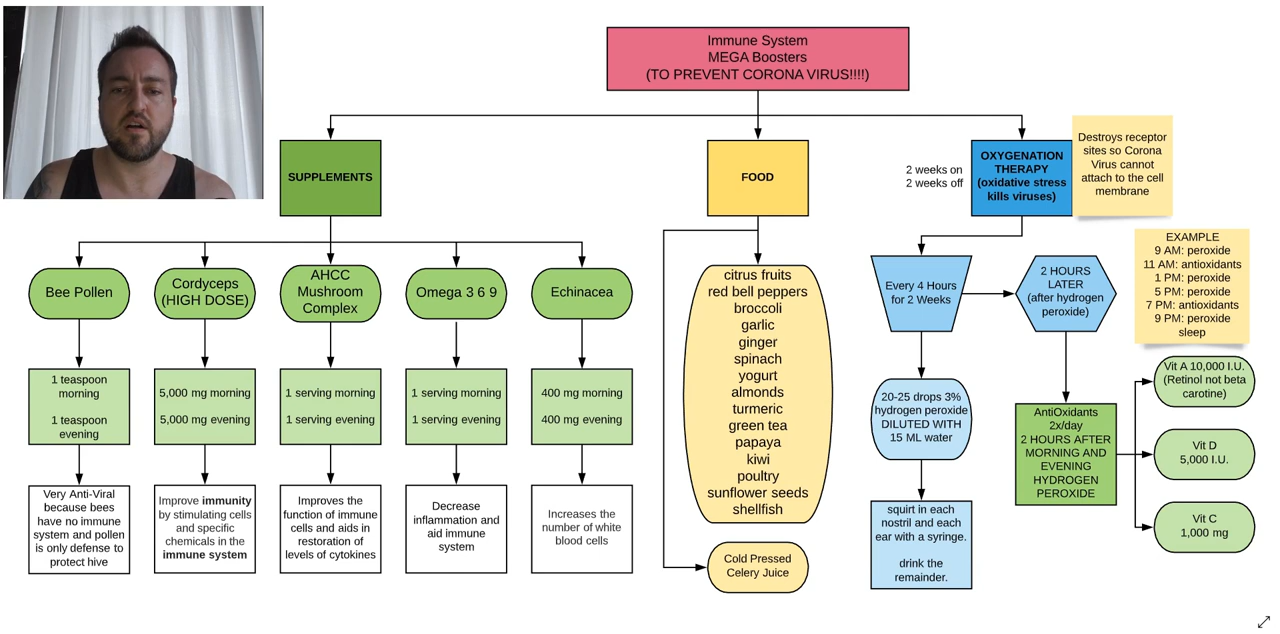 Immune System
MEGA Boosters
(TO PREVENT CORONA VIRUS!!!!)
SUPPLEMENTS
FOOD
2 weeks on
2 weeks off
OXYGENATION
THERAPY
(oxidative stress
kills viruses)
Destroys receptor
sites so Corona
Virus cannot
attach to the cell
membrane
Bee Pollen
Cordyceps
(HIGH DOSE)
AHCC
Mushroom
Complex
Omega 3 6 9
Echinacea
1 teaspoon
morning
1 teaspoon
evening
5,000 mg morning
5,000 mg evening
1 serving morning
1 serving evening
1 serving morning
1 serving evening
400 mg morning
400 mg evening
Very Anti-Viral
because bees
have no immune
system and pollen
is only defense to
protect hive
Improve immunity
by stimulating cells
and specific
chemicals in the
immune system
Improves the
function of immune
cells and aids in
restoration of
levels of cytokines
Decrease
inflammation and
aid immune
system
Increases the
number of white
blood cells
citrus fruits
red bell peppers
broccoli
garlic
ginger
spinach
yogurt
almonds
turmeric
green tea
papaya
kiwi
poultry
sunflower seeds
shellfish
Cold Pressed
Celery Juice
Every 4 Hours
for 2 Weeks
2 HOURS
LATER
(after hydrogen
peroxide)
EXAMPLE
9 AM: peroxide
11 AM: antioxidants
1 PM: peroxide
5 PM: peroxide
7 PM: antioxidants
9 PM: peroxide
sleep
20-25 drops 3%
hydrogen peroxide
DILUTED WITH
15 ML water
squirt in each
nostril and each
ear with a syringe.
drink the
remainder.
AntiOxidants
2x/day
2 HOURS AFTER
MORNING AND
EVENING
HYDROGEN
PEROXIDE
Vit A 10,000 I.U.
(Retinol not beta
carotine)
Vit D
5,000 I.U.
Vit C
1,000 mg